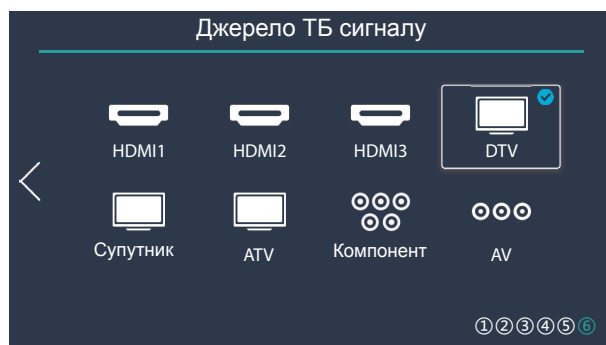 Джерело ТБ сигналу
HDMI1 HDMI2 HDMI3 DTV
Супутник ATV Компонент AV
①②③④⑤⑥